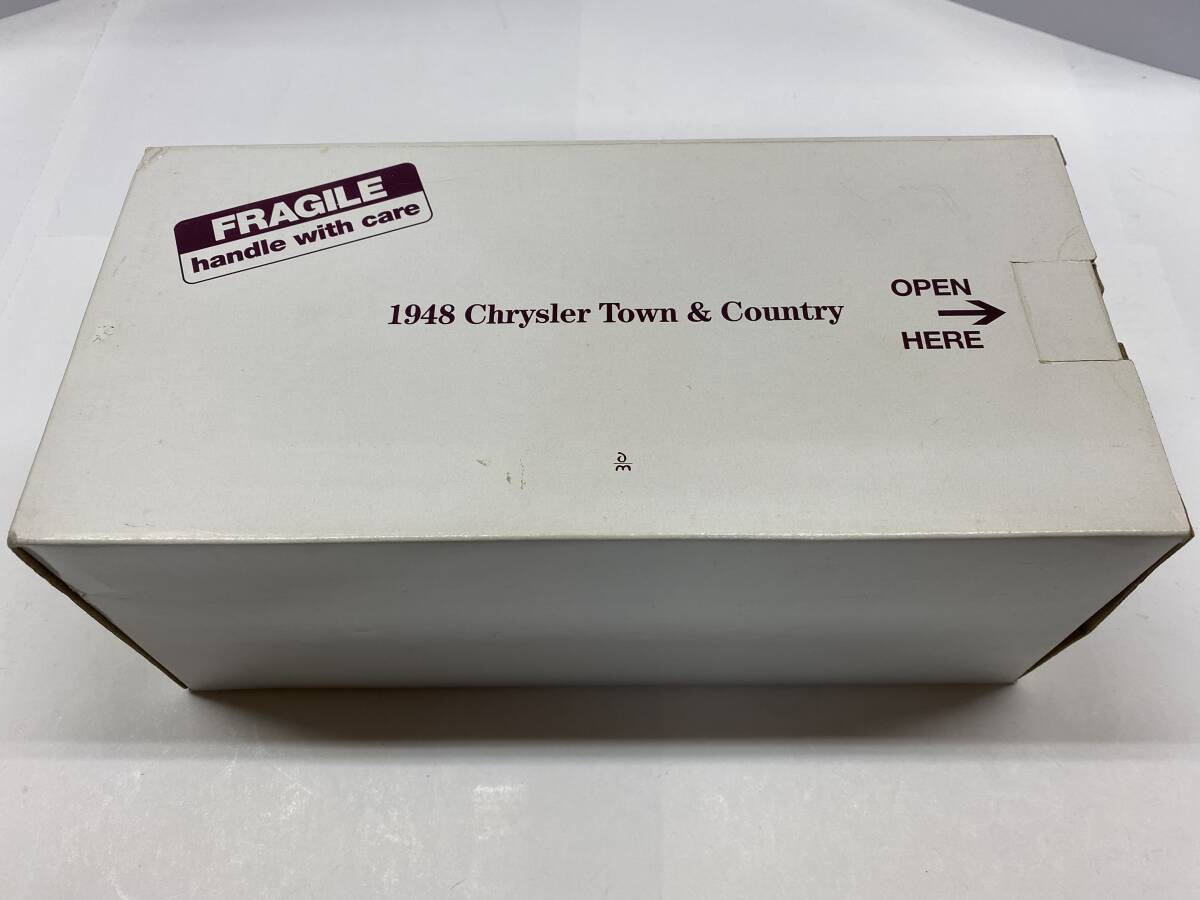 FRAGILE
handle with care
1948 Chrysler Town & Country
OPEN
HERE